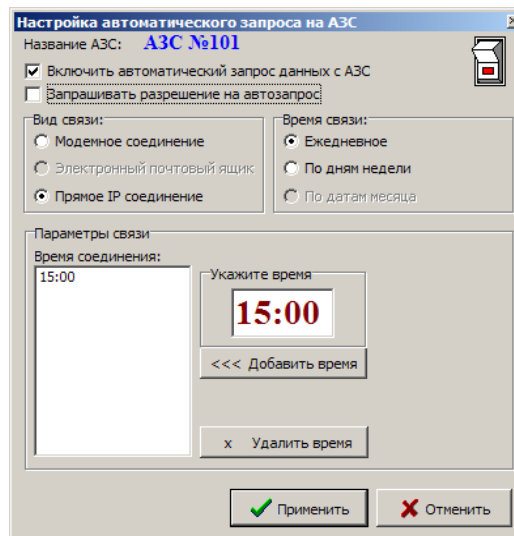 Настройка автоматического запроса на АЗС
Название АЗС: АЗС №101
Включить автоматический запрос данных с АЗС
Запрашивать разрешение на автозапрос
Вид связи:
Модемное соединение
Электронный почтовый ящик
Прямое IP соединение
Время связи:
Ежедневное
По дням недели
По датам месяца
Параметры связи
Время соединения:
15:00
Укажите время
15:00
<<< Добавить время
x Удалить время
Применить
Отменить